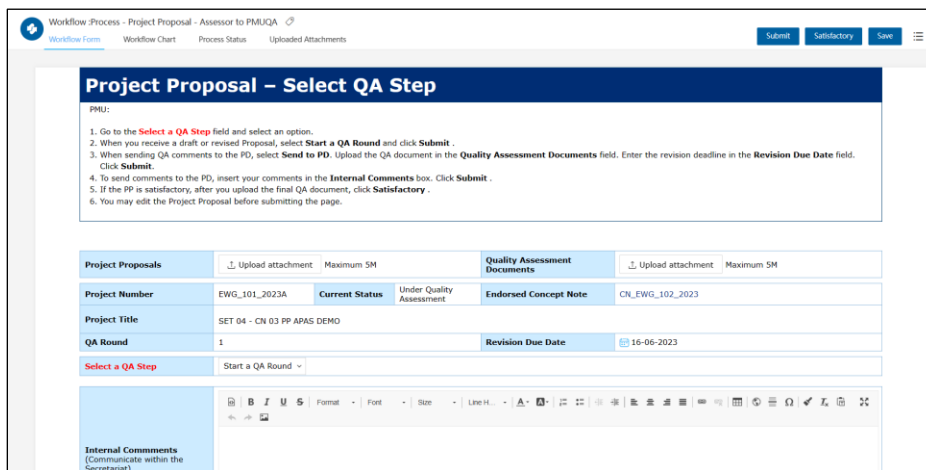 Workflow :Process - Project Proposal - Assessor to PMUQA
Workflow Form Workflow Chart Process Status Uploaded Attachments
Submit Satisfactory Save
Project Proposal – Select QA Step
PMU:
1. Go to the Select a QA Step field and select an option.
2. When you receive a draft or revised Proposal, select Start a QA Round and click Submit .
3. When sending QA comments to the PD, select Send to PD. Upload the QA document in the Quality Assessment Documents field. Enter the revision deadline in the Revision Due Date field.
Click Submit.
4. To send comments to the PD, insert your comments in the Internal Comments box. Click Submit .
5. If the PP is satisfactory, after you upload the final QA document, click Satisfactory .
6. You may edit the Project Proposal before submitting the page.
Project Proposals Upload attachment Maximum 5M Quality Assessment
Documents Upload attachment Maximum 5M
Project Number EWG_101_2023A Current Status Under Quality
Assessment Endorsed Concept Note CN_EWG_102_2023
Project Title SET 04 - CN 03 PP APAS DEMO
QA Round 1 Revision Due Date 16-06-2023
Select a QA Step Start a QA Round
B I U S Format Font Size Line H... A A Ω
Internal Commments
(Communicate within the
Secretariat)